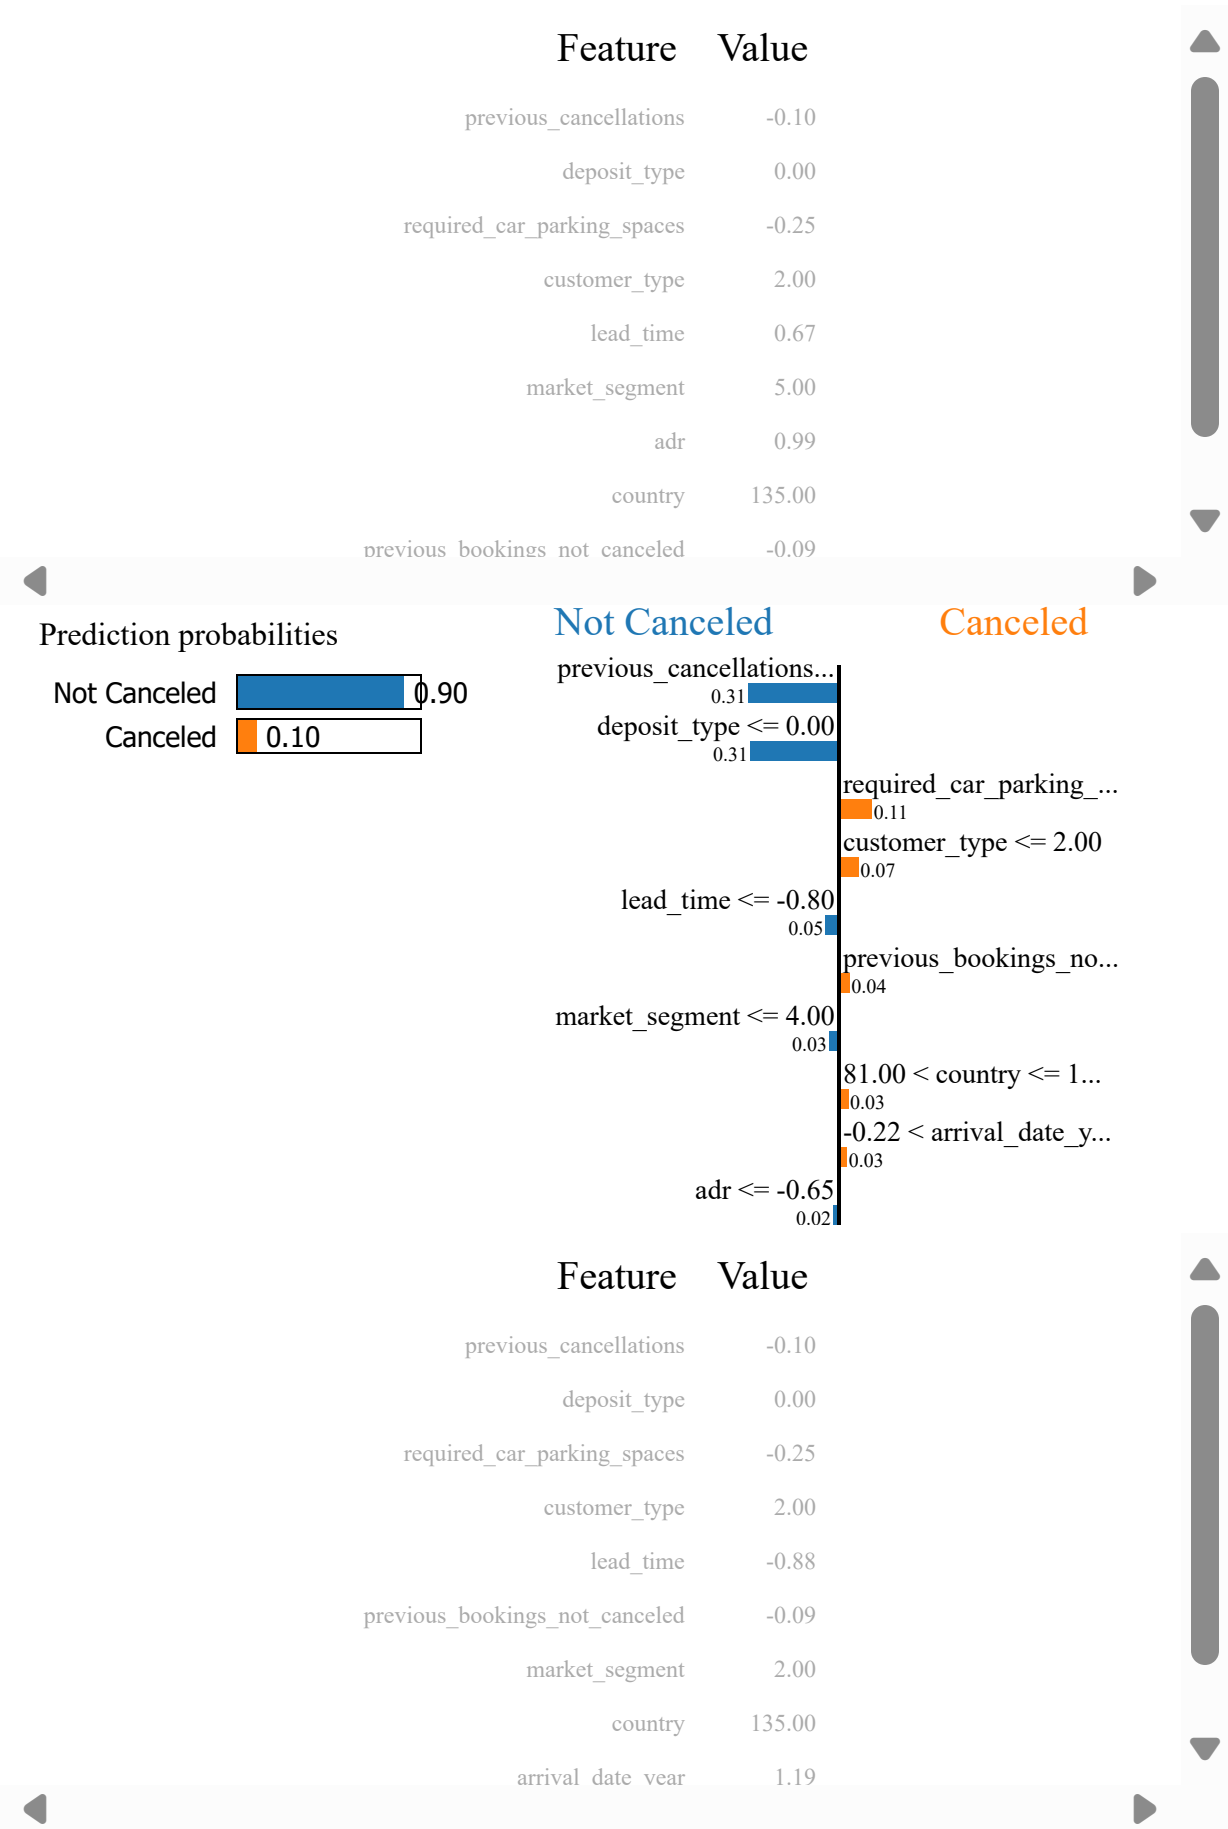 Feature Value
previous_cancellations -0.10
deposit_type 0.00
required_car_parking_spaces -0.25
customer_type 2.00
lead_time 0.67
market_segment 5.00
adr 0.99
country 135.00
previous_bookings_not_canceled -0.09
Prediction probabilities
Not Canceled 0.90
Canceled 0.10
Not Canceled Canceled
previous_cancellations...
0.31
deposit_type <= 0.00
0.31
required_car_parking_...
0.11
customer_type <= 2.00
0.07
lead_time <= -0.80
0.05
previous_bookings_no...
0.04
market_segment <= 4.00
0.03
81.00 < country <= 1...
0.03
-0.22 < arrival_date_y...
0.03
adr <= -0.65
0.02
Feature Value
previous_cancellations -0.10
deposit_type 0.00
required_car_parking_spaces -0.25
customer_type 2.00
lead_time -0.88
previous_bookings_not_canceled -0.09
market_segment 2.00
country 135.00
arrival_date_year 1.19